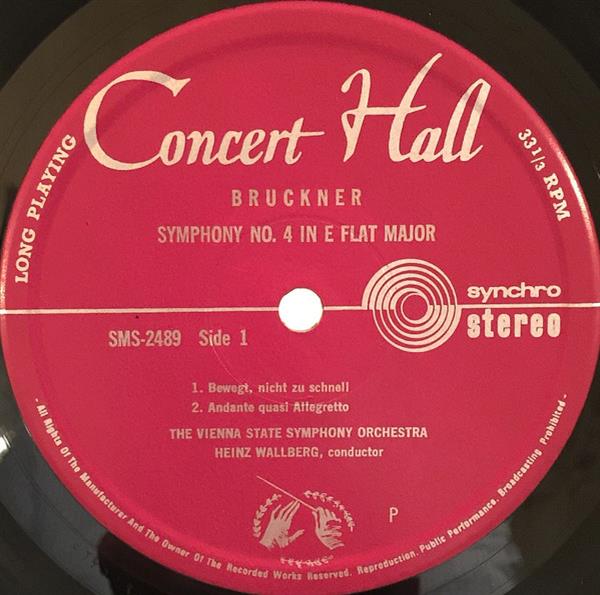 Concert Hall
LONG PLAYING
33 1/3 RPM
BRUCKNER
SYMPHONY NO. 4 IN E FLAT MAJOR
synchro
stereo
SMS-2489 Side 1
1. Bewegt, nicht zu schnell
2. Andante quasi Allegretto
THE VIENNA STATE SYMPHONY ORCHESTRA
HEINZ WALLBERG, conductor
P
- All Rights Of The Manufacturer And The Owner Of The Recorded Works Reserved. Reproduction. Public Performance. Broadcasting Prohibited -